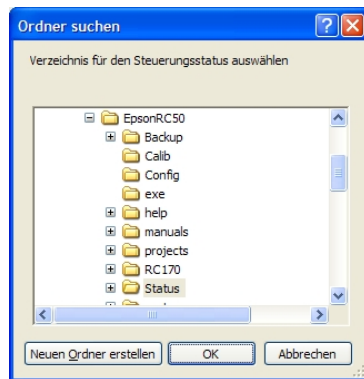 Ordner suchen
Verzeichnis für den Steuerungsstatus auswählen
EpsonRC50
Backup
Calib
Config
exe
help
manuals
projects
RC170
Status
Neuen Ordner erstellen
OK
Abbrechen